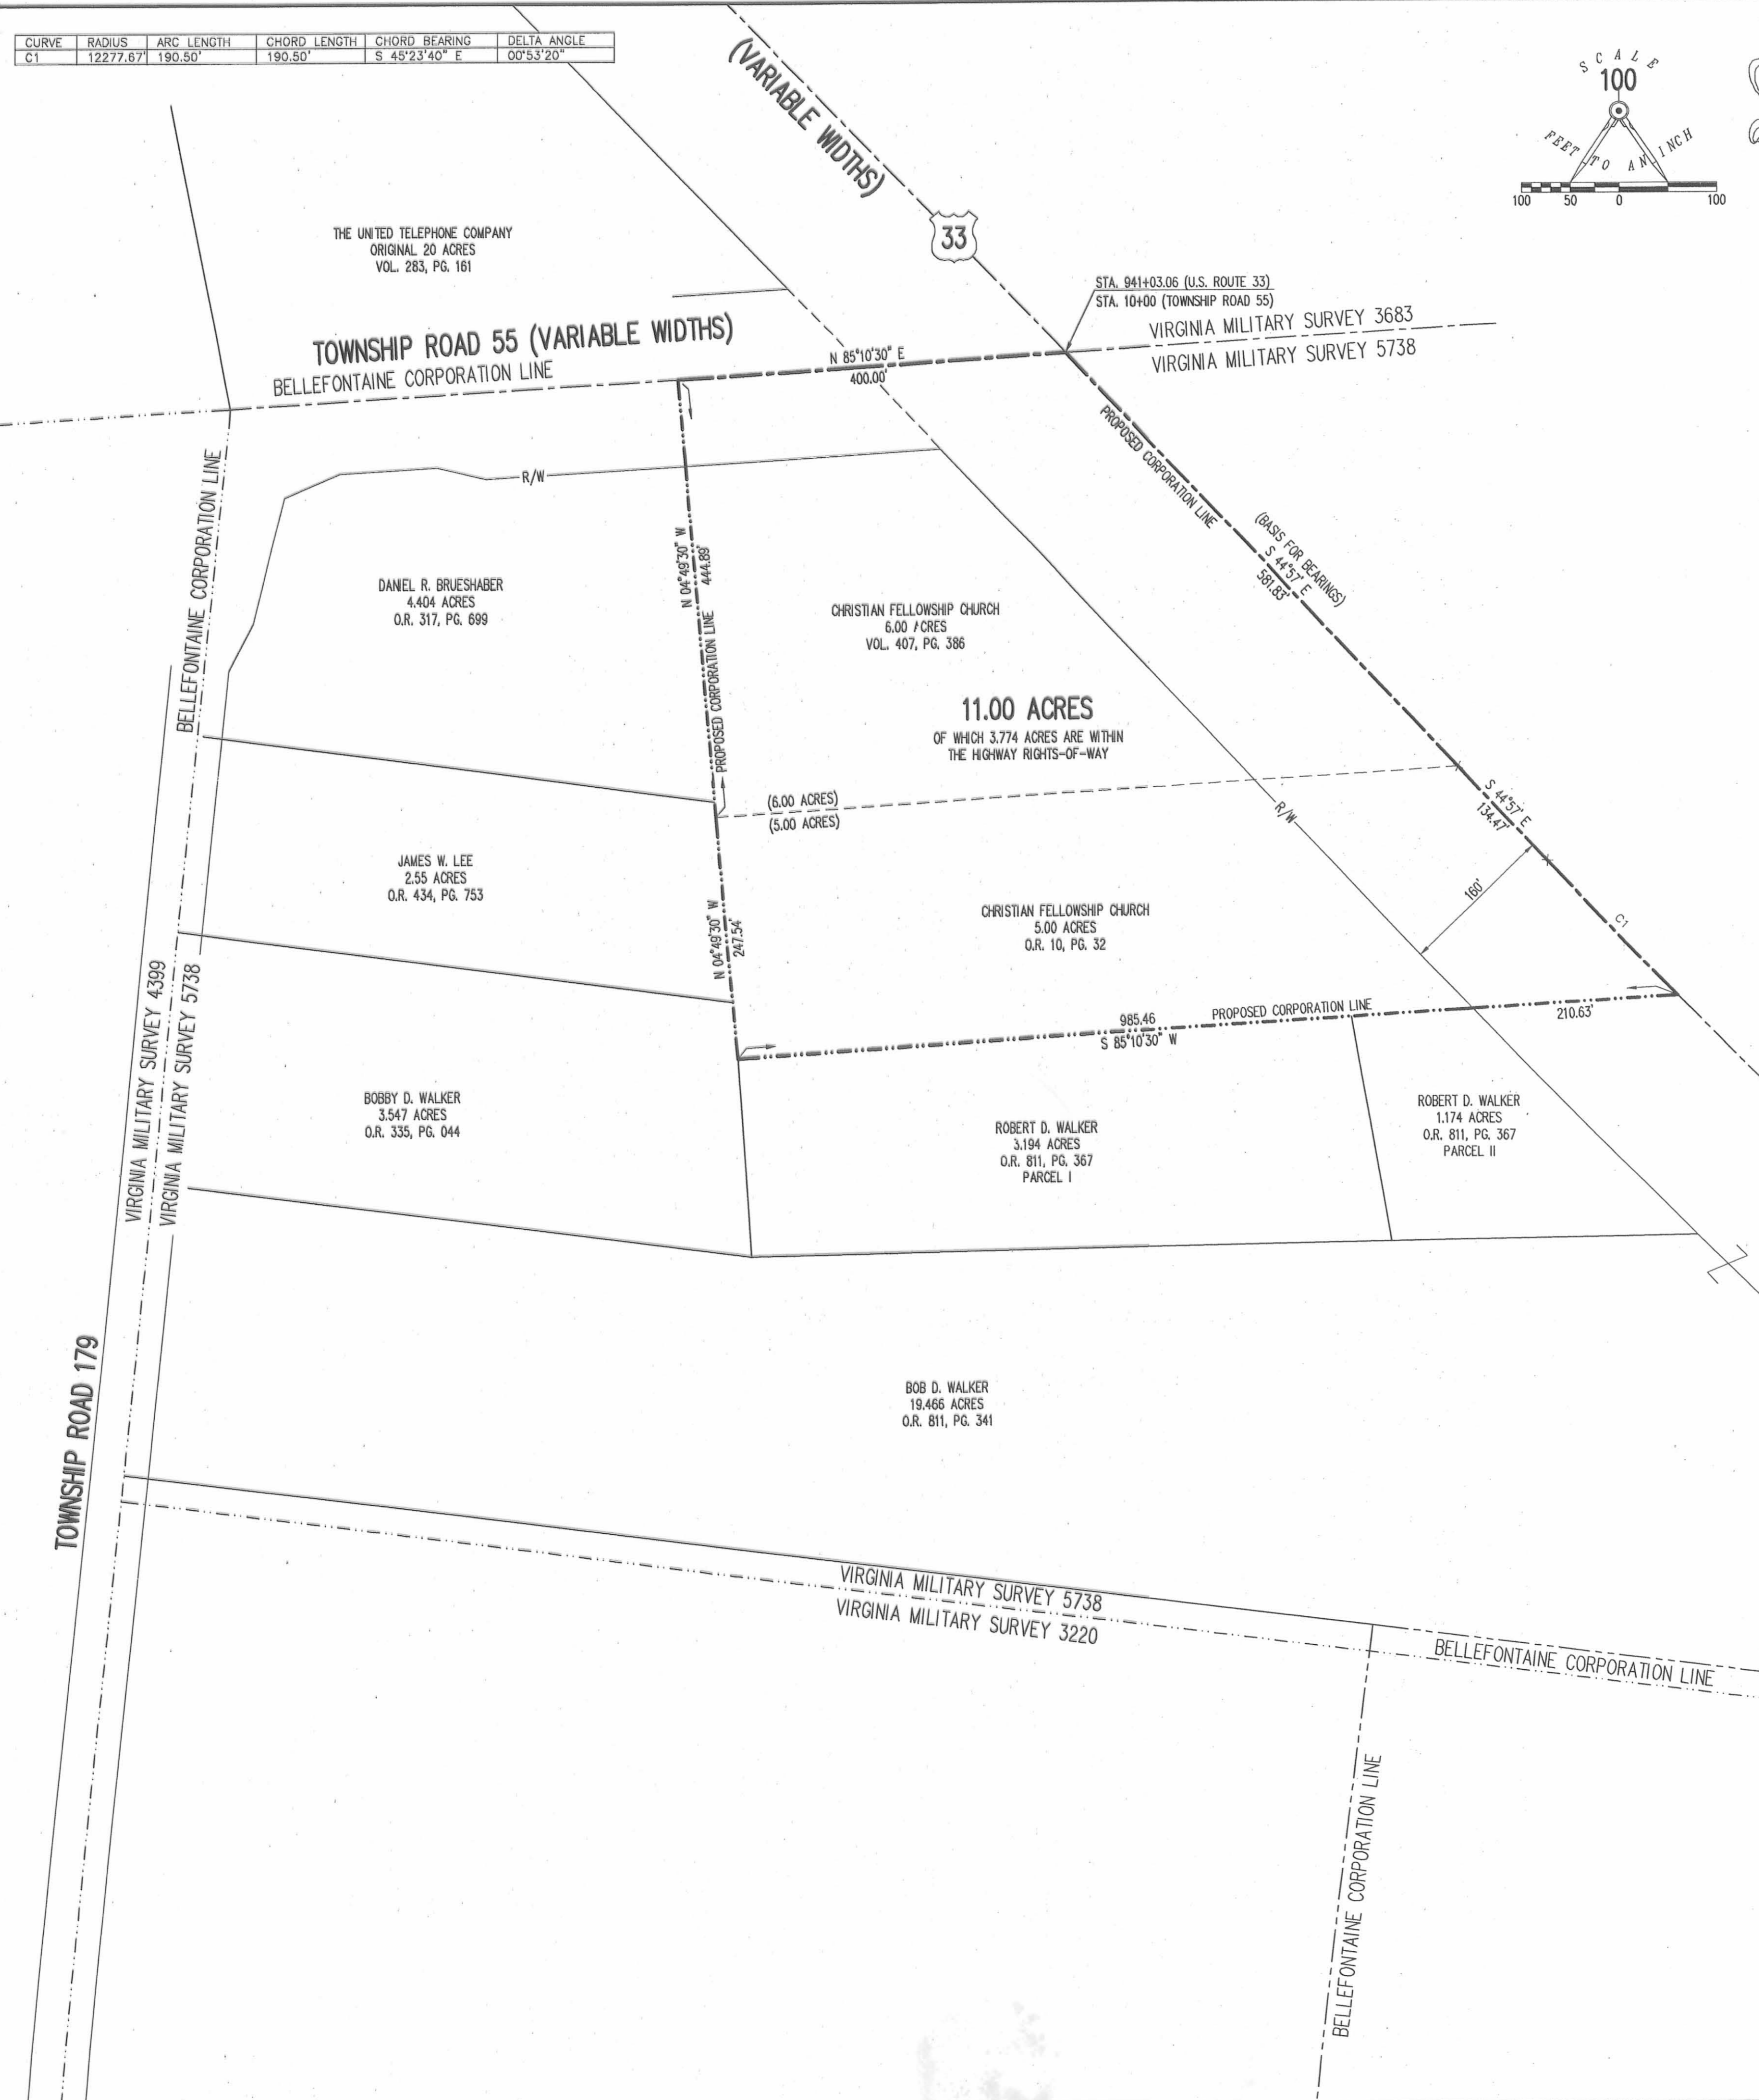 CURVE RADIUS ARC LENGTH CHORD LENGTH CHORD BEARING DELTA ANGLE
C1 12277.67' 190.50' 190.50' S 45°23'40" E 00°53'20"
(VARIABLE WIDTHS)
33
SCALE
100
FEET TO AN INCH
100 50 0 100
THE UNITED TELEPHONE COMPANY
ORIGINAL 20 ACRES
VOL. 283, PG. 161
STA. 941+03.06 (U.S. ROUTE 33)
STA. 10+00 (TOWNSHIP ROAD 55)
VIRGINIA MILITARY SURVEY 3683
VIRGINIA MILITARY SURVEY 5738
TOWNSHIP ROAD 55 (VARIABLE WIDTHS)
BELLEFONTAINE CORPORATION LINE
N 85°10'30" E
400.00'
PROPOSED CORPORATION LINE
(BASIS FOR BEARINGS)
S 44°57' E
581.83'
R/W
BELLEFONTAINE CORPORATION LINE
DANIEL R. BRUESHABER
4.404 ACRES
O.R. 317, PG. 699
N 04°49'30" W
444.89'
PROPOSED CORPORATION LINE
CHRISTIAN FELLOWSHIP CHURCH
6.00 ACRES
VOL. 407, PG. 386
11.00 ACRES
OF WHICH 3.774 ACRES ARE WITHIN
THE HIGHWAY RIGHTS-OF-WAY
(6.00 ACRES)
(5.00 ACRES)
R/W
S 44°57' E
134.47'
160'
C1
JAMES W. LEE
2.55 ACRES
O.R. 434, PG. 753
N 04°49'30" W
247.54'
CHRISTIAN FELLOWSHIP CHURCH
5.00 ACRES
O.R. 10, PG. 32
985.46
S 85°10'30" W
PROPOSED CORPORATION LINE
210.63'
VIRGINIA MILITARY SURVEY 4399
VIRGINIA MILITARY SURVEY 5738
BOBBY D. WALKER
3.547 ACRES
O.R. 335, PG. 044
ROBERT D. WALKER
3.194 ACRES
O.R. 811, PG. 367
PARCEL I
ROBERT D. WALKER
1.174 ACRES
O.R. 811, PG. 367
PARCEL II
TOWNSHIP ROAD 179
BOB D. WALKER
19.466 ACRES
O.R. 811, PG. 341
VIRGINIA MILITARY SURVEY 5738
VIRGINIA MILITARY SURVEY 3220
BELLEFONTAINE CORPORATION LINE
BELLEFONTAINE CORPORATION LINE